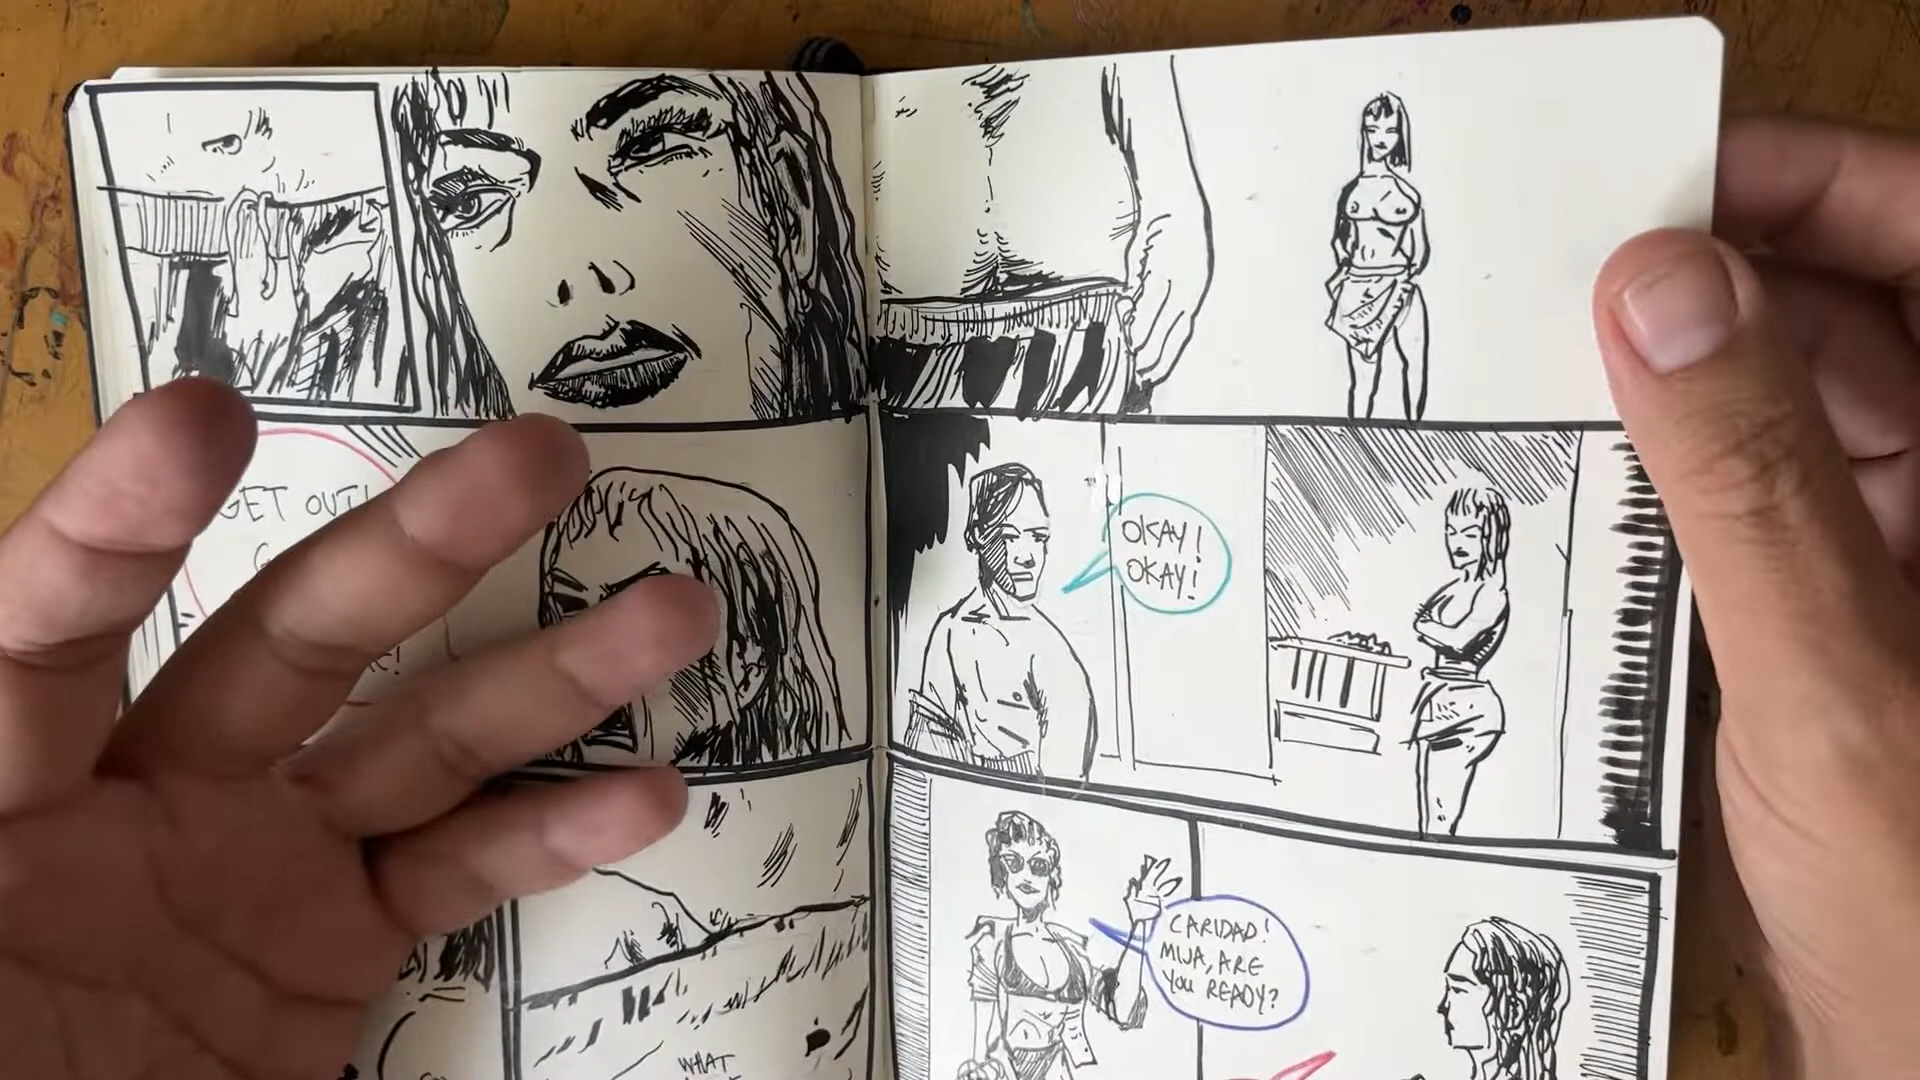 GET OUT!
OKAY!
OKAY!
CARIDAD!
MIJA, ARE
YOU READY?
WHAT